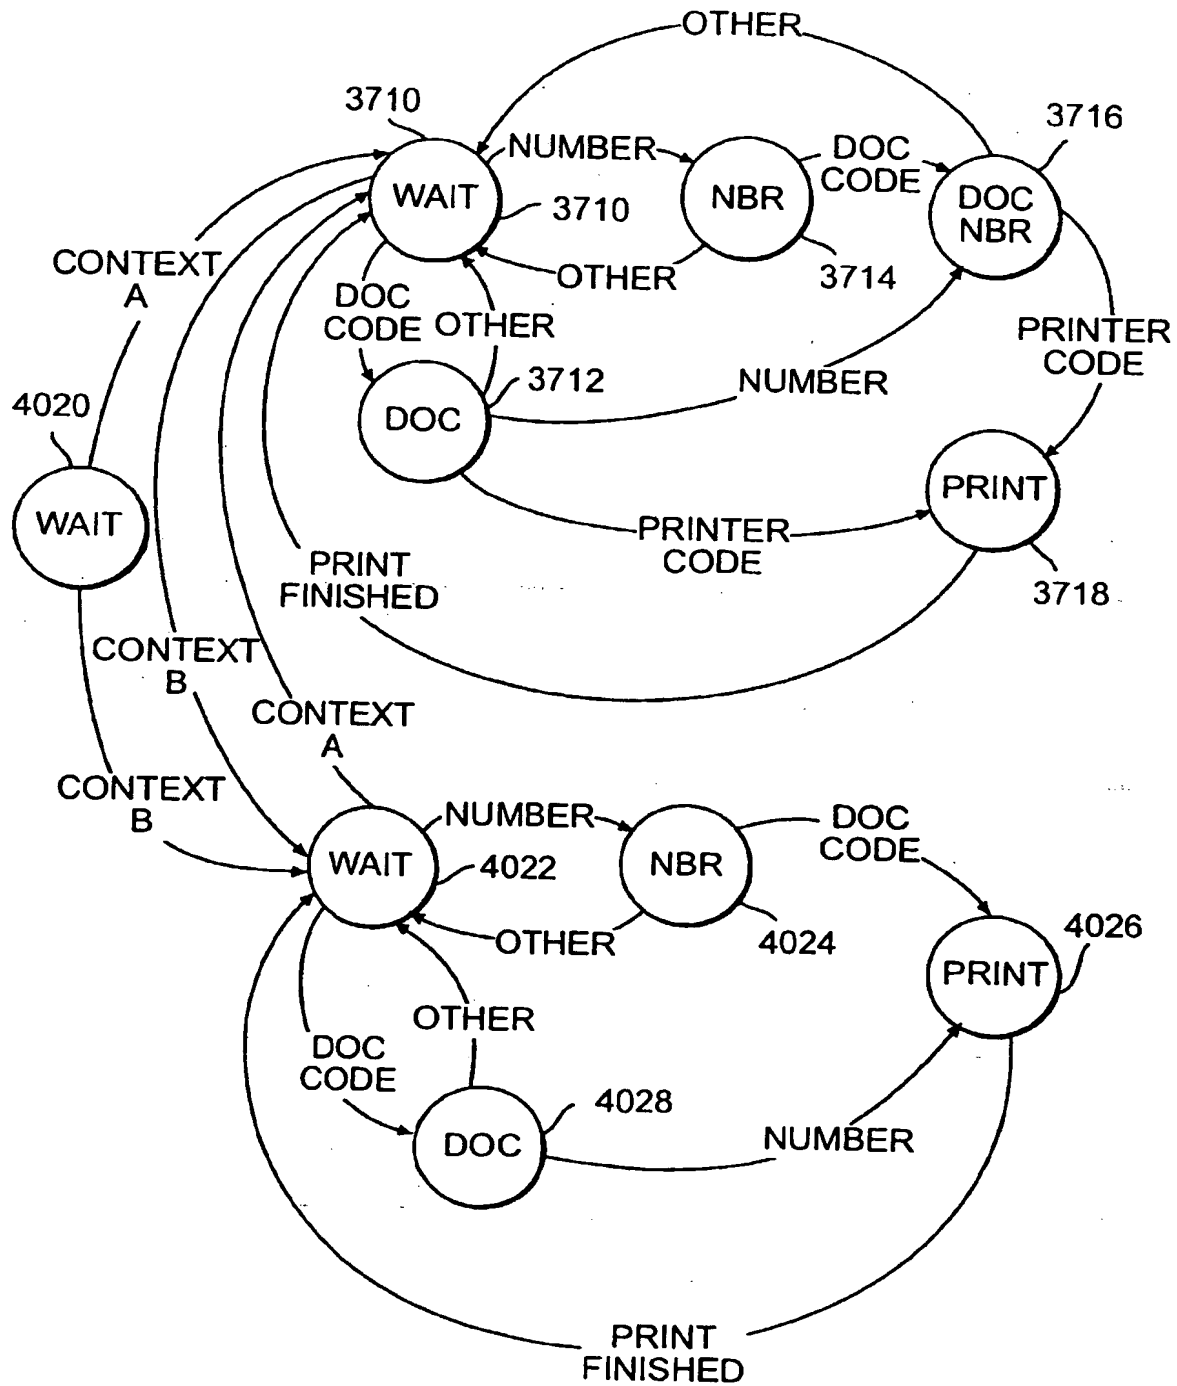 OTHER
3710
3716
NUMBER
DOC
CODE
WAIT
NBR
DOC
NBR
3710
3714
CONTEXT
A
OTHER
DOC
CODE
OTHER
PRINTER
CODE
3712
NUMBER
4020
DOC
PRINT
WAIT
PRINTER
CODE
PRINT
FINISHED
3718
CONTEXT
B
CONTEXT
A
CONTEXT
B
NUMBER
DOC
CODE
WAIT
4022
NBR
4024
4026
OTHER
PRINT
OTHER
DOC
CODE
4028
DOC
NUMBER
PRINT
FINISHED